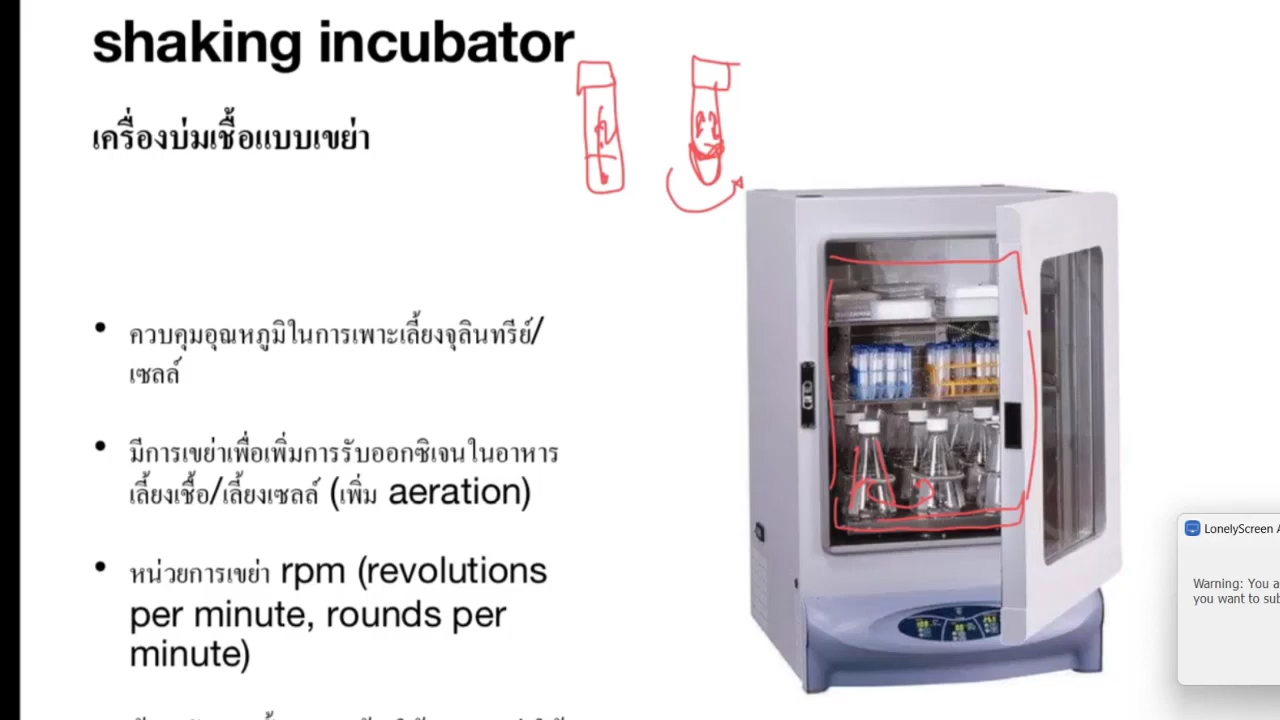 shaking incubator
เครื่องบ่มเชื้อแบบเขย่า
• ควบคุมอุณหภูมิในการเพาะเลี้ยงจุลินทรีย์/
เซลล์
• มีการเขย่าเพื่อเพิ่มการรับออกซิเจนในอาหาร
เลี้ยงเชื้อ/เลี้ยงเซลล์ (เพิ่ม aeration)
• หน่วยการเขย่า rpm (revolutions
per minute, rounds per
minute)
LonelyScreen A
Warning: You a
you want to sub